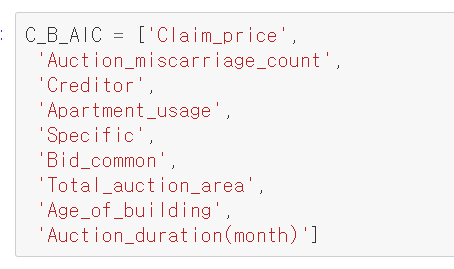 : C_B_AIC = ['Claim_price',
'Auction_miscarriage_count',
'Creditor',
'Apartment_usage',
'Specific',
'Bid_common',
'Total_auction_area',
'Age_of_building',
'Auction_duration(month)']